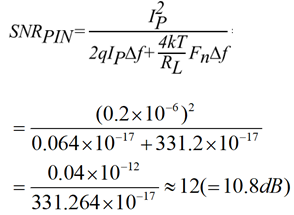 SNR_PIN = I_P^2 / (2qI_PΔf + (4kT/R_L) F_nΔf) :
= (0.2×10^-6)^2 / (0.064×10^-17 + 331.2×10^-17)
= 0.04×10^-12 / 331.264×10^-17 ≈ 12(= 10.8dB)